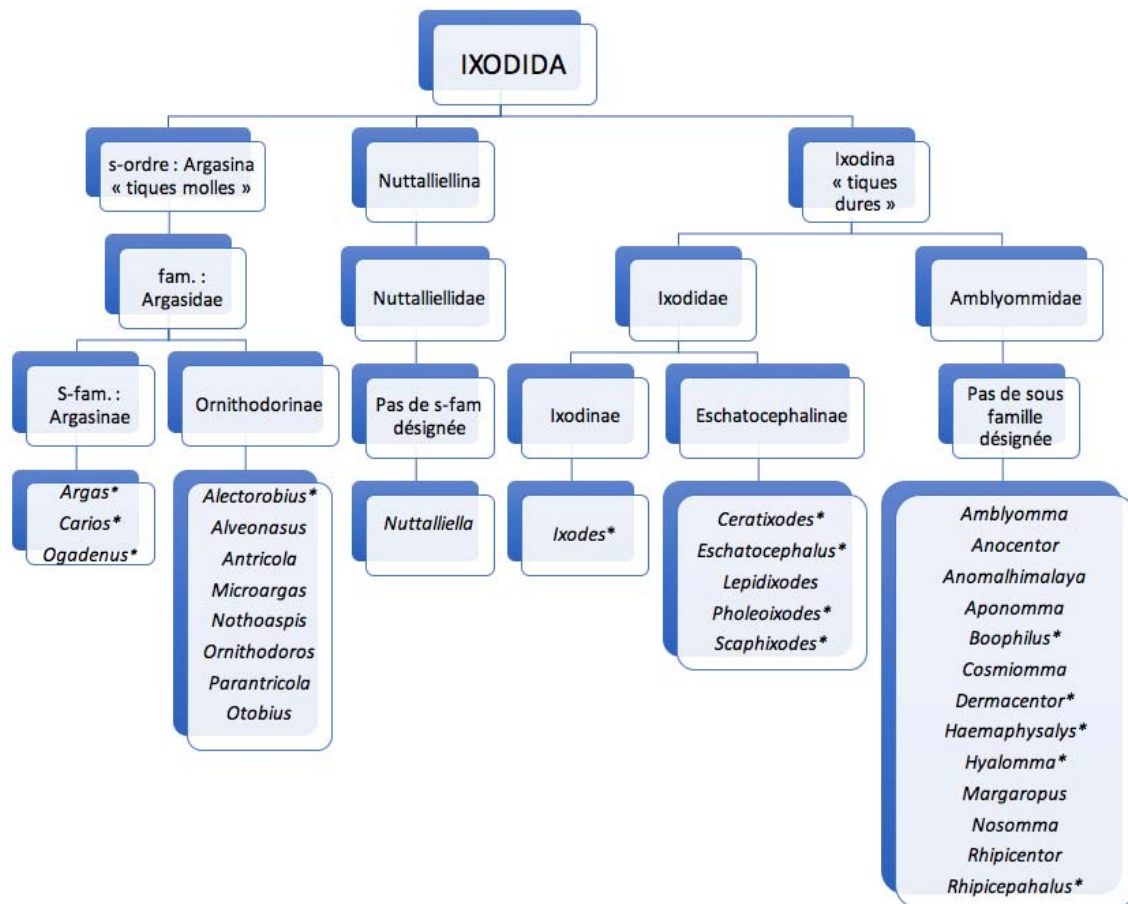 IXODIDA
s-ordre : Argasina
« tiques molles »
Nuttalliellina
Ixodina
« tiques
dures »
fam. :
Argasidae
Nuttalliellidae
Ixodidae
Amblyommidae
S-fam. :
Argasinae
Ornithodorinae
Pas de s-fam
désignée
Ixodinae
Eschatocephalinae
Pas de sous
famille
désignée
Argas*
Carios*
Ogadenus*
Alectorobius*
Alveonasus
Antricola
Microargas
Nothoaspis
Ornithodoros
Parantricola
Otobius
Nuttalliella
Ixodes*
Ceratixodes*
Eschatocephalus*
Lepidixodes
Pholeoixodes*
Scaphixodes*
Amblyomma
Anocentor
Anomalhimalaya
Aponomma
Boophilus*
Cosmiomma
Dermacentor*
Haemaphysalys*
Hyalomma*
Margaropus
Nosomma
Rhipicentor
Rhipicepahalus*